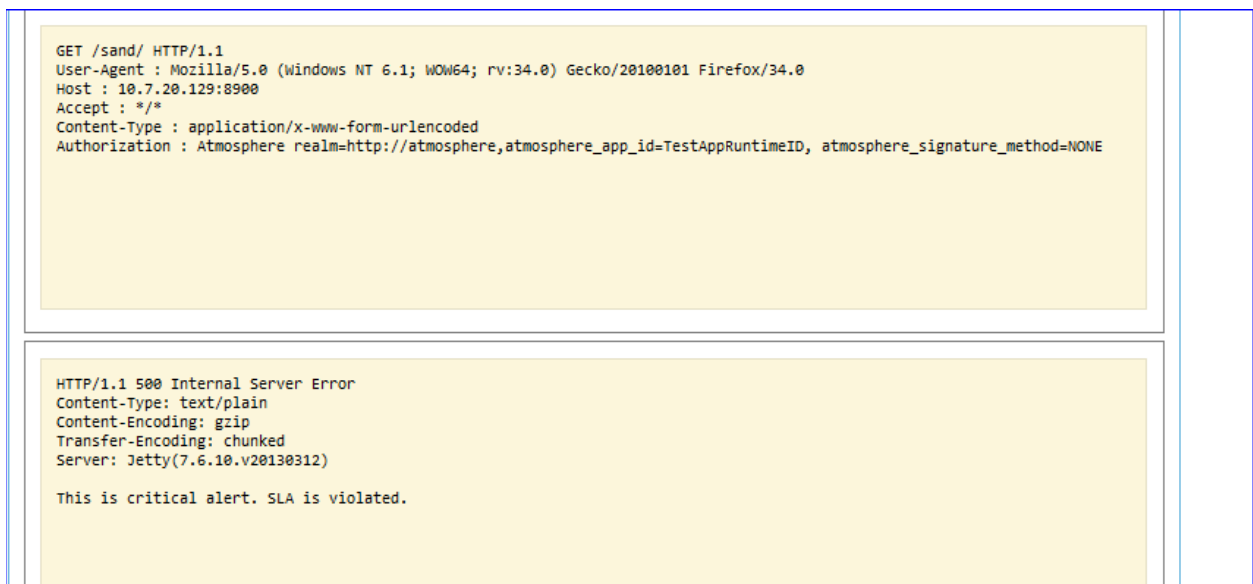 GET /sand/ HTTP/1.1
User-Agent : Mozilla/5.0 (Windows NT 6.1; WOW64; rv:34.0) Gecko/20100101 Firefox/34.0
Host : 10.7.20.129:8900
Accept : */*
Content-Type : application/x-www-form-urlencoded
Authorization : Atmosphere realm=http://atmosphere,atmosphere_app_id=TestAppRuntimeID, atmosphere_signature_method=NONE
HTTP/1.1 500 Internal Server Error
Content-Type: text/plain
Content-Encoding: gzip
Transfer-Encoding: chunked
Server: Jetty(7.6.10.v20130312)
This is critical alert. SLA is violated.